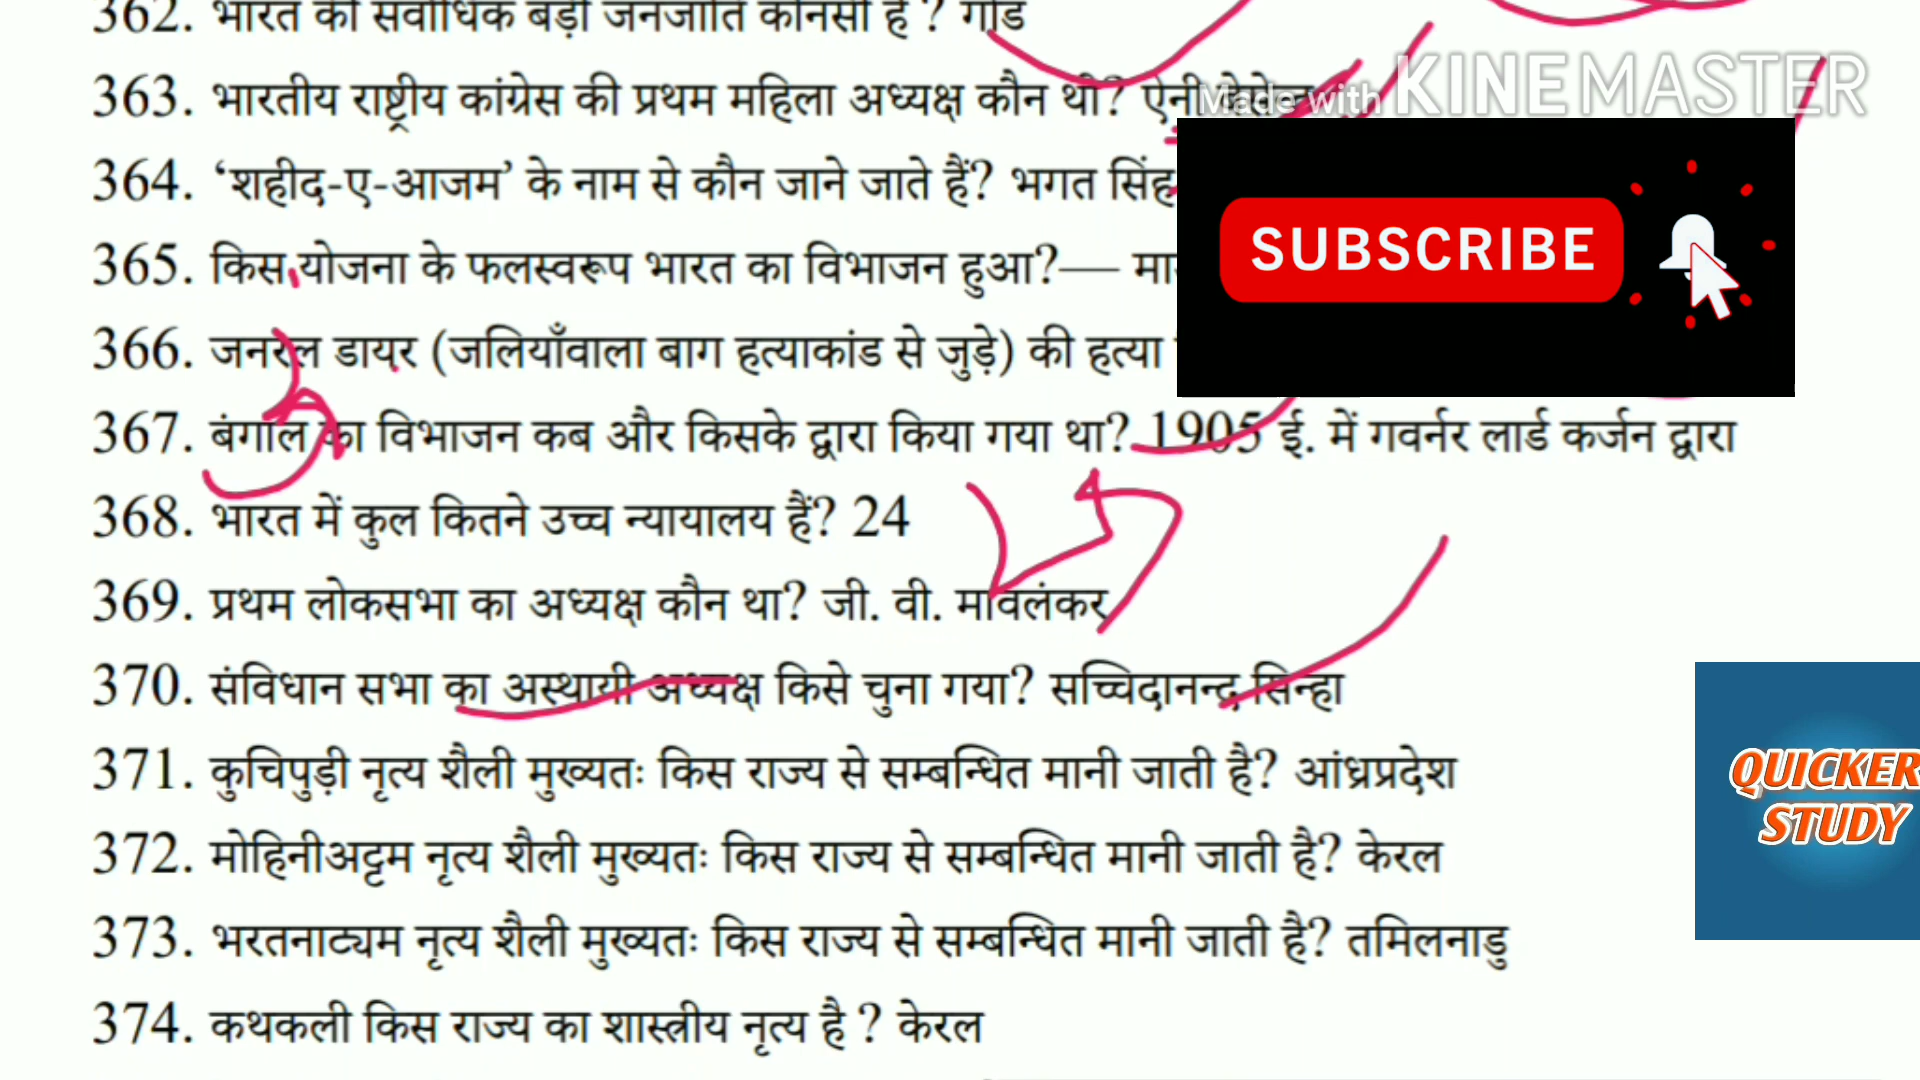 362. भारत की सर्वाधिक बड़ी जनजाति कौनसी है ? गोंड
363. भारतीय राष्ट्रीय कांग्रेस की प्रथम महिला अध्यक्ष कौन थी? ऐनी
Made with KINEMASTER
364. ‘शहीद-ए-आजम’ के नाम से कौन जाने जाते हैं? भगत सिंह
SUBSCRIBE
365. किस योजना के फलस्वरूप भारत का विभाजन हुआ?—
366. जनरल डायर (जलियाँवाला बाग हत्याकांड से जुड़े) की हत्या
367. बंगाल का विभाजन कब और किसके द्वारा किया गया था? 1905 ई. में गवर्नर लार्ड कर्जन द्वारा
368. भारत में कुल कितने उच्च न्यायालय हैं? 24
369. प्रथम लोकसभा का अध्यक्ष कौन था? जी. वी. मावलंकर
370. संविधान सभा का अस्थायी अध्यक्ष किसे चुना गया? सच्चिदानन्द सिन्हा
371. कुचिपुड़ी नृत्य शैली मुख्यतः किस राज्य से सम्बन्धित मानी जाती है? आंध्रप्रदेश
QUICKER
STUDY
372. मोहिनीअट्टम नृत्य शैली मुख्यतः किस राज्य से सम्बन्धित मानी जाती है? केरल
373. भरतनाट्यम नृत्य शैली मुख्यतः किस राज्य से सम्बन्धित मानी जाती है? तमिलनाडु
374. कथकली किस राज्य का शास्त्रीय नृत्य है ? केरल